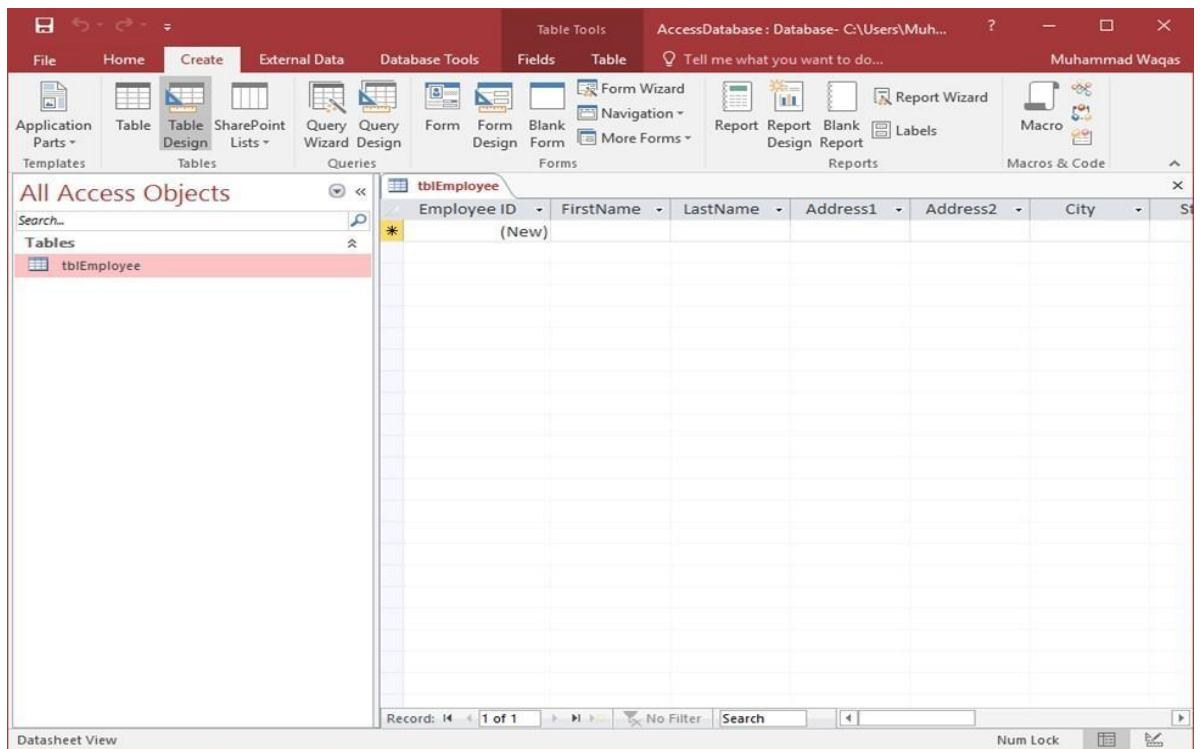 Table Tools AccessDatabase : Database- C:\Users\Muh... ?
File Home Create External Data Database Tools Fields Table Tell me what you want to do... Muhammad Waqas
Application Parts
Table
Table Design
SharePoint Lists
Query Wizard
Query Design
Form
Form Design
Blank Form
Form Wizard
Navigation
More Forms
Report
Report Design
Blank Report
Report Wizard
Labels
Macro
Templates Tables Queries Forms Reports Macros & Code
All Access Objects
Search...
Tables
tblEmployee
tblEmployee
Employee ID FirstName LastName Address1 Address2 City St
(New)
Record: 1 of 1 No Filter Search
Datasheet View Num Lock